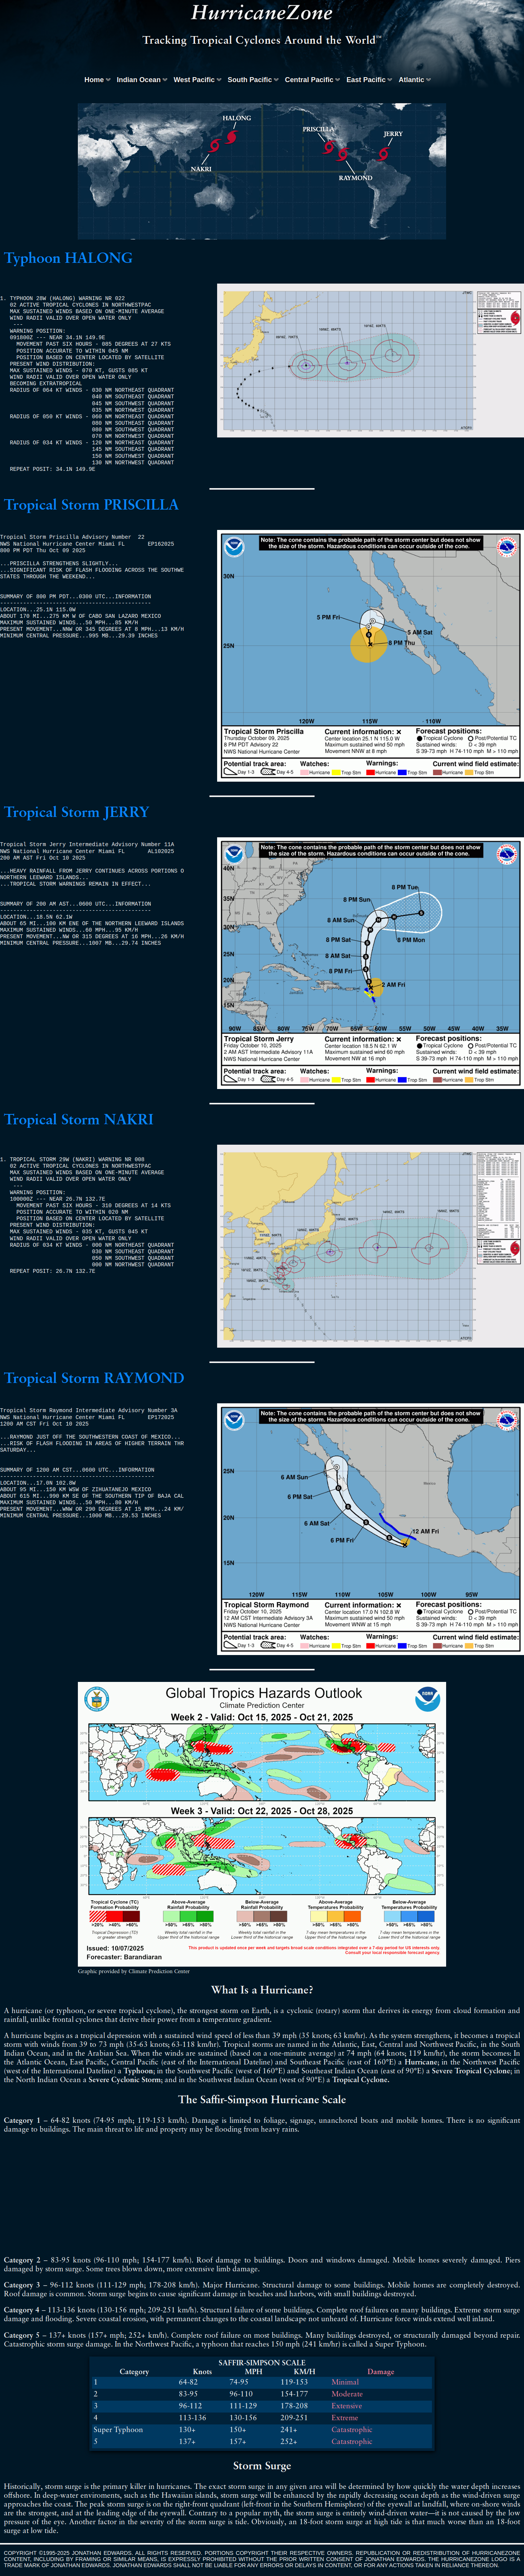 HurricaneZone
Tracking Tropical Cyclones Around the World™
Home Indian Ocean West Pacific South Pacific Central Pacific East Pacific Atlantic
HALONG
PRISCILLA
JERRY
NAKRI
RAYMOND
Typhoon HALONG
1. TYPHOON 28W (HALONG) WARNING NR 022
02 ACTIVE TROPICAL CYCLONES IN NORTHWESTPAC
MAX SUSTAINED WINDS BASED ON ONE-MINUTE AVERAGE
WIND RADII VALID OVER OPEN WATER ONLY
---
WARNING POSITION:
091800Z --- NEAR 34.1N 149.9E
MOVEMENT PAST SIX HOURS - 085 DEGREES AT 27 KTS
POSITION ACCURATE TO WITHIN 045 NM
POSITION BASED ON CENTER LOCATED BY SATELLITE
PRESENT WIND DISTRIBUTION:
MAX SUSTAINED WINDS - 070 KT, GUSTS 085 KT
WIND RADII VALID OVER OPEN WATER ONLY
BECOMING EXTRATROPICAL
RADIUS OF 064 KT WINDS - 030 NM NORTHEAST QUADRANT
040 NM SOUTHEAST QUADRANT
045 NM SOUTHWEST QUADRANT
035 NM NORTHWEST QUADRANT
RADIUS OF 050 KT WINDS - 060 NM NORTHEAST QUADRANT
080 NM SOUTHEAST QUADRANT
080 NM SOUTHWEST QUADRANT
070 NM NORTHWEST QUADRANT
RADIUS OF 034 KT WINDS - 120 NM NORTHEAST QUADRANT
145 NM SOUTHEAST QUADRANT
150 NM SOUTHWEST QUADRANT
130 NM NORTHWEST QUADRANT
REPEAT POSIT: 34.1N 149.9E
Tropical Storm PRISCILLA
Tropical Storm Priscilla Advisory Number 22
NWS National Hurricane Center Miami FL EP162025
800 PM PDT Thu Oct 09 2025
...PRISCILLA STRENGTHENS SLIGHTLY...
...SIGNIFICANT RISK OF FLASH FLOODING ACROSS THE SOUTHWE
STATES THROUGH THE WEEKEND...
SUMMARY OF 800 PM PDT...0300 UTC...INFORMATION
----------------------------------------------
LOCATION...25.1N 115.0W
ABOUT 170 MI...275 KM W OF CABO SAN LAZARO MEXICO
MAXIMUM SUSTAINED WINDS...50 MPH...85 KM/H
PRESENT MOVEMENT...NNW OR 345 DEGREES AT 8 MPH...13 KM/H
MINIMUM CENTRAL PRESSURE...995 MB...29.39 INCHES
Note: The cone contains the probable path of the storm center but does not show
the size of the storm. Hazardous conditions can occur outside of the cone.
30N
5 PM Fri
5 AM Sat
25N
8 PM Thu
120W 115W 110W
Tropical Storm Priscilla
Thursday October 09, 2025
8 PM PDT Advisory 22
NWS National Hurricane Center
Current information: ×
Center location 25.1 N 115.0 W
Maximum sustained wind 50 mph
Movement NNW at 8 mph
Forecast positions:
Tropical Cyclone Post/Potential TC
Sustained winds: D < 39 mph
S 39-73 mph H 74-110 mph M > 110 mph
Potential track area: Watches: Warnings: Current wind field estimate:
Day 1-3 Day 4-5 Hurricane Trop Stm Hurricane Trop Stm Hurricane Trop Stm
Tropical Storm JERRY
Tropical Storm Jerry Intermediate Advisory Number 11A
NWS National Hurricane Center Miami FL AL102025
200 AM AST Fri Oct 10 2025
...HEAVY RAINFALL FROM JERRY CONTINUES ACROSS PORTIONS O
NORTHERN LEEWARD ISLANDS...
...TROPICAL STORM WARNINGS REMAIN IN EFFECT...
SUMMARY OF 200 AM AST...0600 UTC...INFORMATION
----------------------------------------------
LOCATION...18.5N 62.1W
ABOUT 65 MI...100 KM ENE OF THE NORTHERN LEEWARD ISLANDS
MAXIMUM SUSTAINED WINDS...60 MPH...95 KM/H
PRESENT MOVEMENT...NW OR 315 DEGREES AT 16 MPH...26 KM/H
MINIMUM CENTRAL PRESSURE...1007 MB...29.74 INCHES
Note: The cone contains the probable path of the storm center but does not show
the size of the storm. Hazardous conditions can occur outside of the cone.
40N
8 PM Tue
35N
8 PM Sun
8 AM Sun
30N
8 PM Sat
8 PM Mon
25N
8 AM Sat
8 PM Fri
20N
2 AM Fri
15N
90W 85W 80W 75W 70W 65W 60W 55W 50W 45W 40W 35W
Tropical Storm Jerry
Friday October 10, 2025
2 AM AST Intermediate Advisory 11A
NWS National Hurricane Center
Current information: ×
Center location 18.5 N 62.1 W
Maximum sustained wind 60 mph
Movement NW at 16 mph
Forecast positions:
Tropical Cyclone Post/Potential TC
Sustained winds: D < 39 mph
S 39-73 mph H 74-110 mph M > 110 mph
Potential track area: Watches: Warnings: Current wind field estimate:
Day 1-3 Day 4-5 Hurricane Trop Stm Hurricane Trop Stm Hurricane Trop Stm
Tropical Storm NAKRI
1. TROPICAL STORM 29W (NAKRI) WARNING NR 008
02 ACTIVE TROPICAL CYCLONES IN NORTHWESTPAC
MAX SUSTAINED WINDS BASED ON ONE-MINUTE AVERAGE
WIND RADII VALID OVER OPEN WATER ONLY
---
WARNING POSITION:
100000Z --- NEAR 26.7N 132.7E
MOVEMENT PAST SIX HOURS - 310 DEGREES AT 14 KTS
POSITION ACCURATE TO WITHIN 020 NM
POSITION BASED ON CENTER LOCATED BY SATELLITE
PRESENT WIND DISTRIBUTION:
MAX SUSTAINED WINDS - 035 KT, GUSTS 045 KT
WIND RADII VALID OVER OPEN WATER ONLY
RADIUS OF 034 KT WINDS - 000 NM NORTHEAST QUADRANT
030 NM SOUTHEAST QUADRANT
050 NM SOUTHWEST QUADRANT
000 NM NORTHWEST QUADRANT
REPEAT POSIT: 26.7N 132.7E
Tropical Storm RAYMOND
Tropical Storm Raymond Intermediate Advisory Number 3A
NWS National Hurricane Center Miami FL EP172025
1200 AM CST Fri Oct 10 2025
...RAYMOND JUST OFF THE SOUTHWESTERN COAST OF MEXICO...
...RISK OF FLASH FLOODING IN AREAS OF HIGHER TERRAIN THR
SATURDAY...
SUMMARY OF 1200 AM CST...0600 UTC...INFORMATION
-----------------------------------------------
LOCATION...17.0N 102.8W
ABOUT 95 MI...150 KM WSW OF ZIHUATANEJO MEXICO
ABOUT 615 MI...990 KM SE OF THE SOUTHERN TIP OF BAJA CAL
MAXIMUM SUSTAINED WINDS...50 MPH...80 KM/H
PRESENT MOVEMENT...WNW OR 290 DEGREES AT 15 MPH...24 KM/
MINIMUM CENTRAL PRESSURE...1000 MB...29.53 INCHES
Note: The cone contains the probable path of the storm center but does not show
the size of the storm. Hazardous conditions can occur outside of the cone.
25N
6 AM Sun
6 PM Sat
20N
6 AM Sat
12 AM Fri
6 PM Fri
15N
120W 115W 110W 105W 100W 95W
Tropical Storm Raymond
Friday October 10, 2025
12 AM CST Intermediate Advisory 3A
NWS National Hurricane Center
Current information: ×
Center location 17.0 N 102.8 W
Maximum sustained wind 50 mph
Movement WNW at 15 mph
Forecast positions:
Tropical Cyclone Post/Potential TC
Sustained winds: D < 39 mph
S 39-73 mph H 74-110 mph M > 110 mph
Potential track area: Watches: Warnings: Current wind field estimate:
Day 1-3 Day 4-5 Hurricane Trop Stm Hurricane Trop Stm Hurricane Trop Stm
Global Tropics Hazards Outlook
Climate Prediction Center
Week 2 - Valid: Oct 15, 2025 - Oct 21, 2025
Week 3 - Valid: Oct 22, 2025 - Oct 28, 2025
Tropical Cyclone (TC) Formation Probability
>20% >40% >60%
Tropical Depression (TD) or greater strength
Above-Average Rainfall Probability
>50% >65% >80%
Weekly total rainfall in the Upper third of the historical range
Below-Average Rainfall Probability
>50% >65% >80%
Weekly total rainfall in the Lower third of the historical range
Above-Average Temperatures Probability
>50% >65% >80%
7-day mean temperatures in the Upper third of the historical range
Below-Average Temperatures Probability
>50% >65% >80%
7-day mean temperatures in the Lower third of the historical range
Issued: 10/07/2025
Forecaster: Barandiaran
This product is updated once per week and targets broad scale conditions integrated over a 7-day period for US interests only.
Consult your local responsible forecast agency.
Graphic provided by Climate Prediction Center
What Is a Hurricane?
A hurricane (or typhoon, or severe tropical cyclone), the strongest storm on Earth, is a cyclonic (rotary) storm that derives its energy from cloud formation and
rainfall, unlike frontal cyclones that derive their power from a temperature gradient.
A hurricane begins as a tropical depression with a sustained wind speed of less than 39 mph (35 knots; 63 km/hr). As the system strengthens, it becomes a tropical
storm with winds from 39 to 73 mph (35-63 knots; 63-118 km/hr). Tropical storms are named in the Atlantic, East, Central and Northwest Pacific, in the South
Indian Ocean, and in the Arabian Sea. When the winds are sustained (based on a one-minute average) at 74 mph (64 knots; 119 km/hr), the storm becomes: In
the Atlantic Ocean, East Pacific, Central Pacific (east of the International Dateline) and Southeast Pacific (east of 160°E) a Hurricane; in the Northwest Pacific
(west of the International Dateline) a Typhoon; in the Southwest Pacific (west of 160°E) and Southeast Indian Ocean (east of 90°E) a Severe Tropical Cyclone; in
the North Indian Ocean a Severe Cyclonic Storm; and in the Southwest Indian Ocean (west of 90°E) a Tropical Cyclone.
The Saffir-Simpson Hurricane Scale
Category 1 – 64-82 knots (74-95 mph; 119-153 km/h). Damage is limited to foliage, signage, unanchored boats and mobile homes. There is no significant
damage to buildings. The main threat to life and property may be flooding from heavy rains.
Category 2 – 83-95 knots (96-110 mph; 154-177 km/h). Roof damage to buildings. Doors and windows damaged. Mobile homes severely damaged. Piers
damaged by storm surge. Some trees blown down, more extensive limb damage.
Category 3 – 96-112 knots (111-129 mph; 178-208 km/h). Major Hurricane. Structural damage to some buildings. Mobile homes are completely destroyed.
Roof damage is common. Storm surge begins to cause significant damage in beaches and harbors, with small buildings destroyed.
Category 4 – 113-136 knots (130-156 mph; 209-251 km/h). Structural failure of some buildings. Complete roof failures on many buildings. Extreme storm surge
damage and flooding. Severe coastal erosion, with permanent changes to the coastal landscape not unheard of. Hurricane force winds extend well inland.
Category 5 – 137+ knots (157+ mph; 252+ km/h). Complete roof failure on most buildings. Many buildings destroyed, or structurally damaged beyond repair.
Catastrophic storm surge damage. In the Northwest Pacific, a typhoon that reaches 150 mph (241 km/hr) is called a Super Typhoon.
SAFFIR-SIMPSON SCALE
Category Knots MPH KM/H Damage
1 64-82 74-95 119-153 Minimal
2 83-95 96-110 154-177 Moderate
3 96-112 111-129 178-208 Extensive
4 113-136 130-156 209-251 Extreme
Super Typhoon 130+ 150+ 241+ Catastrophic
5 137+ 157+ 252+ Catastrophic
Storm Surge
Historically, storm surge is the primary killer in hurricanes. The exact storm surge in any given area will be determined by how quickly the water depth increases
offshore. In deep-water enviroments, such as the Hawaiian islands, storm surge will be enhanced by the rapidly decreasing ocean depth as the wind-driven surge
approaches the coast. The peak storm surge is on the right-front quadrant (left-front in the Southern Hemisphere) of the eyewall at landfall, where on-shore winds
are the strongest, and at the leading edge of the eyewall. Contrary to a popular myth, the storm surge is entirely wind-driven water—it is not caused by the low
pressure of the eye. Another factor in the severity of the storm surge is tide. Obviously, an 18-foot storm surge at high tide is that much worse than an 18-foot
surge at low tide.
COPYRIGHT ©1995-2025 JONATHAN EDWARDS. ALL RIGHTS RESERVED. PORTIONS COPYRIGHT THEIR RESPECTIVE OWNERS. REPUBLICATION OR REDISTRIBUTION OF HURRICANEZONE
CONTENT, INCLUDING BY FRAMING OR SIMILAR MEANS, IS EXPRESSLY PROHIBITED WITHOUT THE PRIOR WRITTEN CONSENT OF JONATHAN EDWARDS. THE HURRICANEZONE LOGO IS A
TRADE MARK OF JONATHAN EDWARDS. JONATHAN EDWARDS SHALL NOT BE LIABLE FOR ANY ERRORS OR DELAYS IN CONTENT, OR FOR ANY ACTIONS TAKEN IN RELIANCE THEREON.